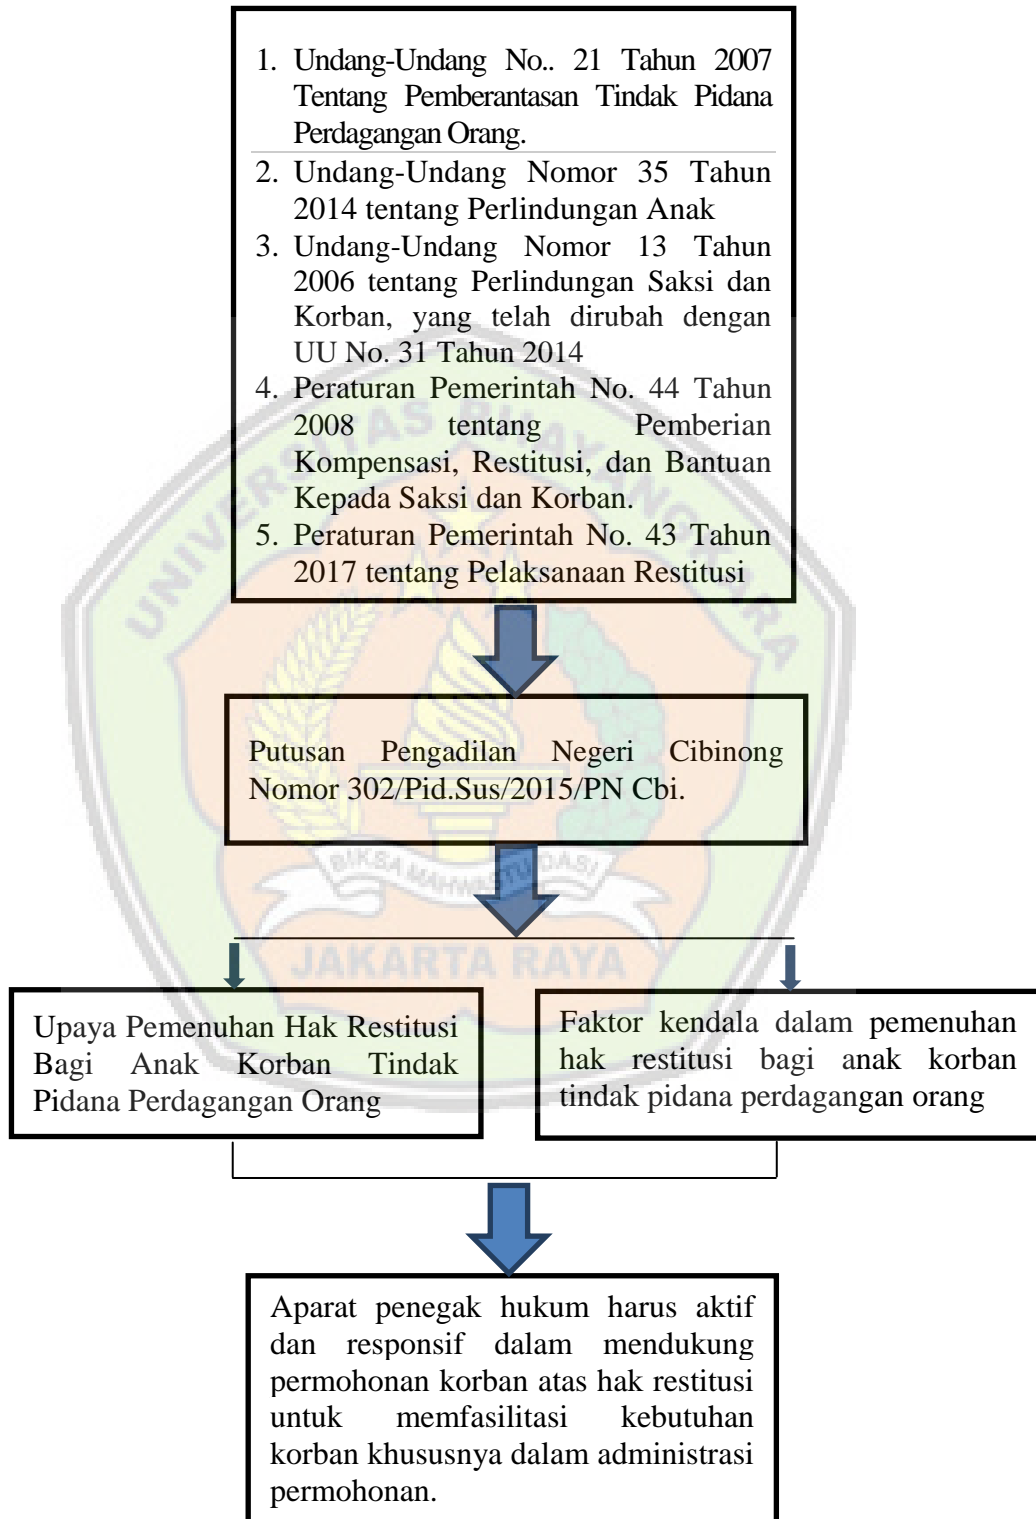 1. Undang-Undang No.. 21 Tahun 2007
Tentang Pemberantasan Tindak Pidana
Perdagangan Orang.
2. Undang-Undang Nomor 35 Tahun
2014 tentang Perlindungan Anak
3. Undang-Undang Nomor 13 Tahun
2006 tentang Perlindungan Saksi dan
Korban, yang telah dirubah dengan
UU No. 31 Tahun 2014
4. Peraturan Pemerintah No. 44 Tahun
2008 tentang Pemberian
Kompensasi, Restitusi, dan Bantuan
Kepada Saksi dan Korban.
5. Peraturan Pemerintah No. 43 Tahun
2017 tentang Pelaksanaan Restitusi
UNIVERSITAS BHAYANGKARA
Putusan Pengadilan Negeri Cibinong
Nomor 302/Pid.Sus/2015/PN Cbi.
BIKSA MAHWASTU DASI
JAKARTA RAYA
Upaya Pemenuhan Hak Restitusi
Bagi Anak Korban Tindak
Pidana Perdagangan Orang
Faktor kendala dalam pemenuhan
hak restitusi bagi anak korban
tindak pidana perdagangan orang
Aparat penegak hukum harus aktif
dan responsif dalam mendukung
permohonan korban atas hak restitusi
untuk memfasilitasi kebutuhan
korban khususnya dalam administrasi
permohonan.